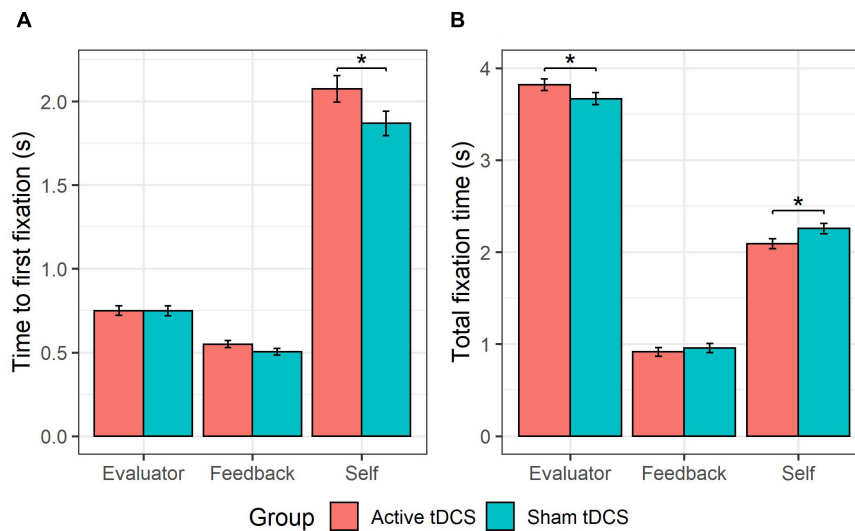 A
Time to first fixation (s)
2.0
1.5
1.0
0.5
0.0
*
Evaluator Feedback Self
B
Total fixation time (s)
4
3
2
1
0
*
*
Evaluator Feedback Self
Group Active tDCS Sham tDCS